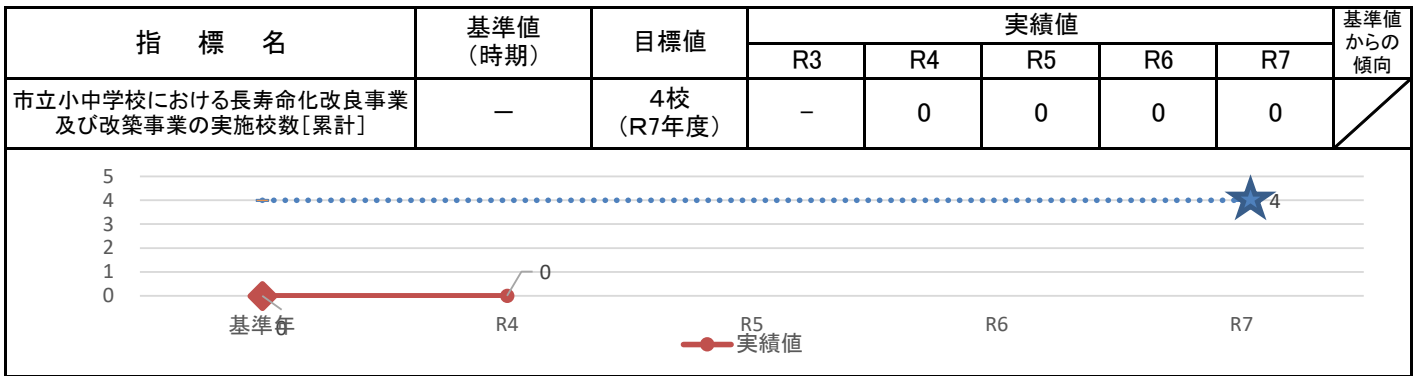 指 標 名
基準値
(時期)
目標値
実績値
基準値
からの
傾向
R3 R4 R5 R6 R7
市立小中学校における長寿命化改良事業
及び改築事業の実施校数[累計]
－
4校
(R7年度)
－ 0 0 0 0
5
4
3
2
1
0
4
0
0
基準年 R4 R5 R6 R7
実績値